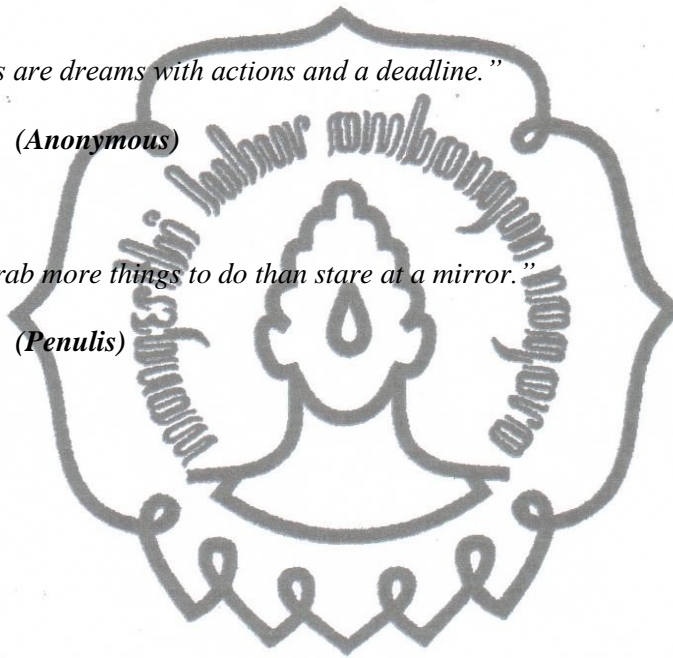 s are dreams with actions and a deadline.”
(Anonymous)
rab more things to do than stare at a mirror.”
(Penulis)